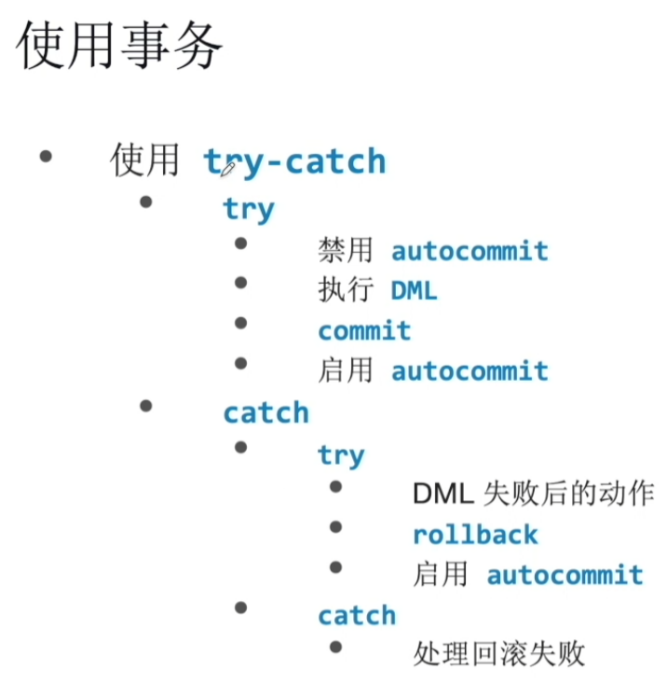 使用事务
使用 try-catch
try
禁用 autocommit
执行 DML
commit
启用 autocommit
catch
try
DML 失败后的动作
rollback
启用 autocommit
catch
处理回滚失败